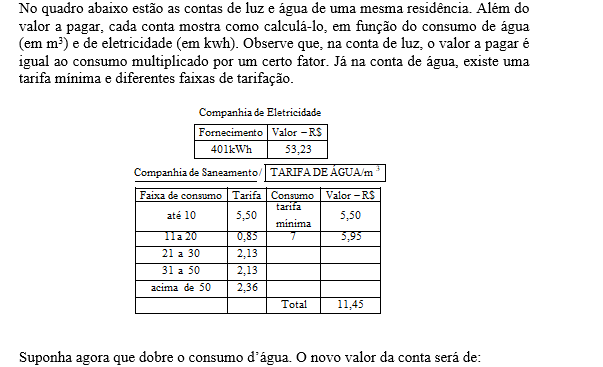 No quadro abaixo estão as contas de luz e água de uma mesma residência. Além do
valor a pagar, cada conta mostra como calculá-lo, em função do consumo de água
(em m³) e de eletricidade (em kwh). Observe que, na conta de luz, o valor a pagar é
igual ao consumo multiplicado por um certo fator. Já na conta de água, existe uma
tarifa mínima e diferentes faixas de tarifação.
Companhia de Eletricidade
Fornecimento Valor – R$
401kWh 53,23
Companhia de Saneamento/ TARIFA DE ÁGUA/m ³
Faixa de consumo Tarifa Consumo Valor – R$
até 10 5,50 tarifa mínima 5,50
11a 20 0,85 7 5,95
21 a 30 2,13
31 a 50 2,13
acima de 50 2,36
Total 11,45
Suponha agora que dobre o consumo d'água. O novo valor da conta será de: